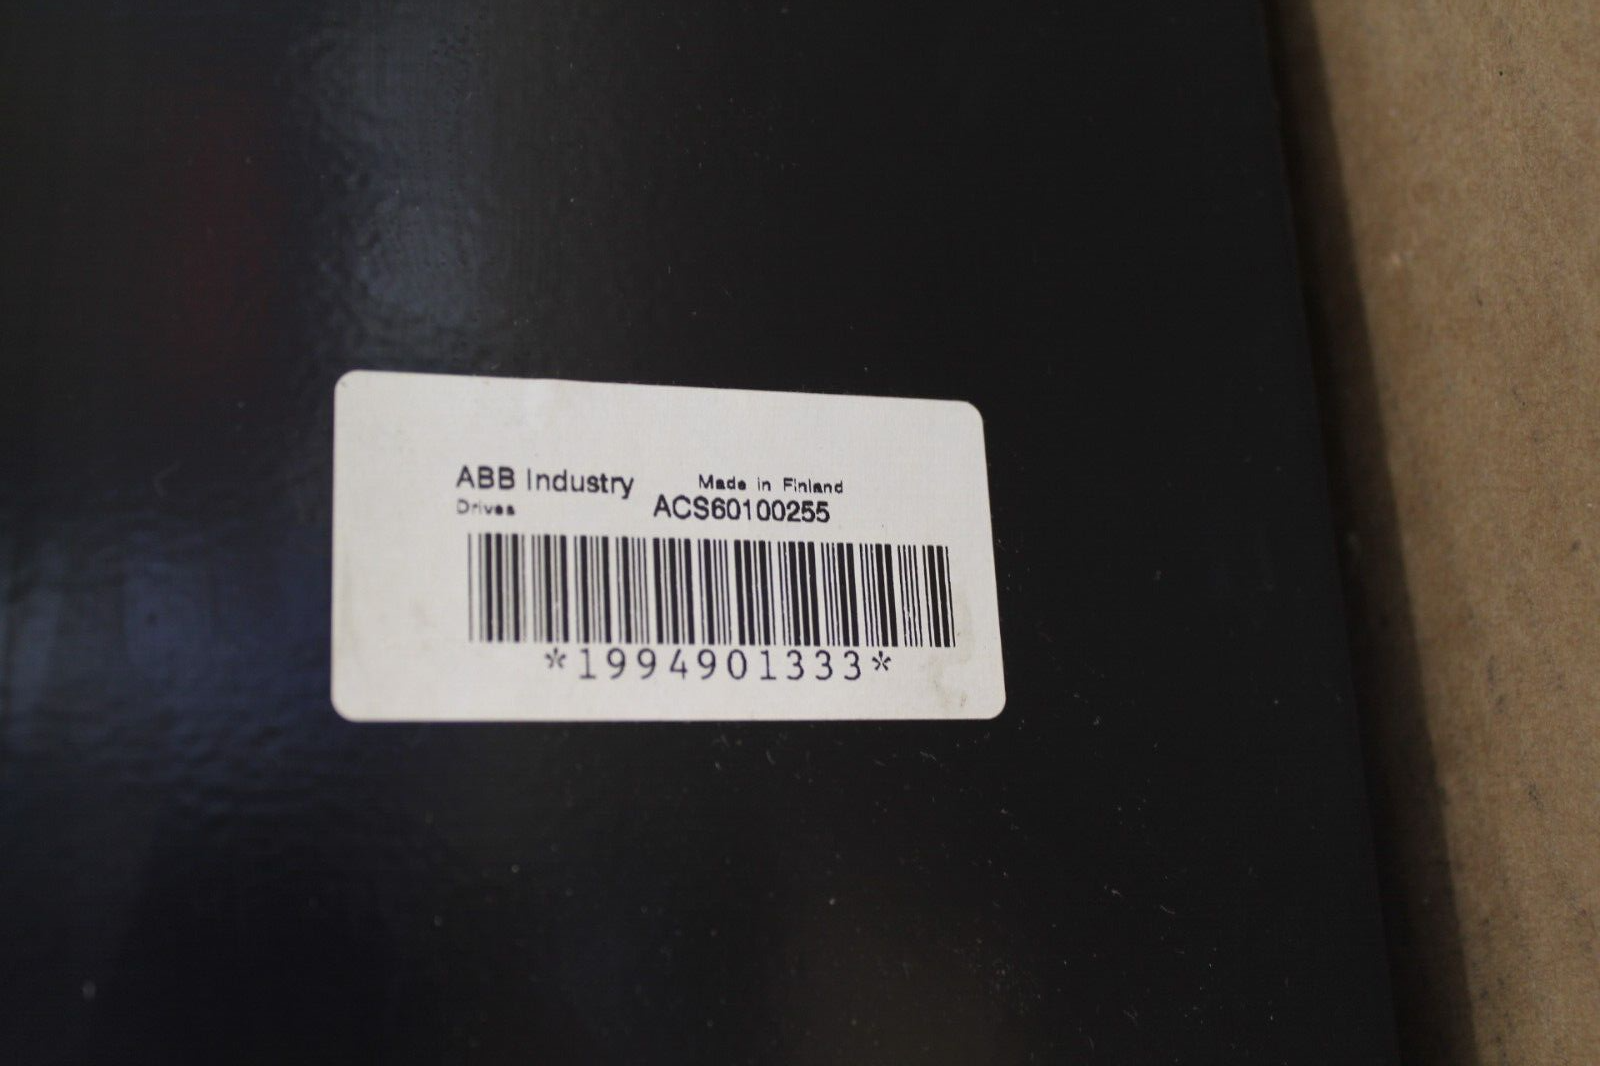 ABB Industry Made in Finland
Drives ACS60100255
*1994901333*